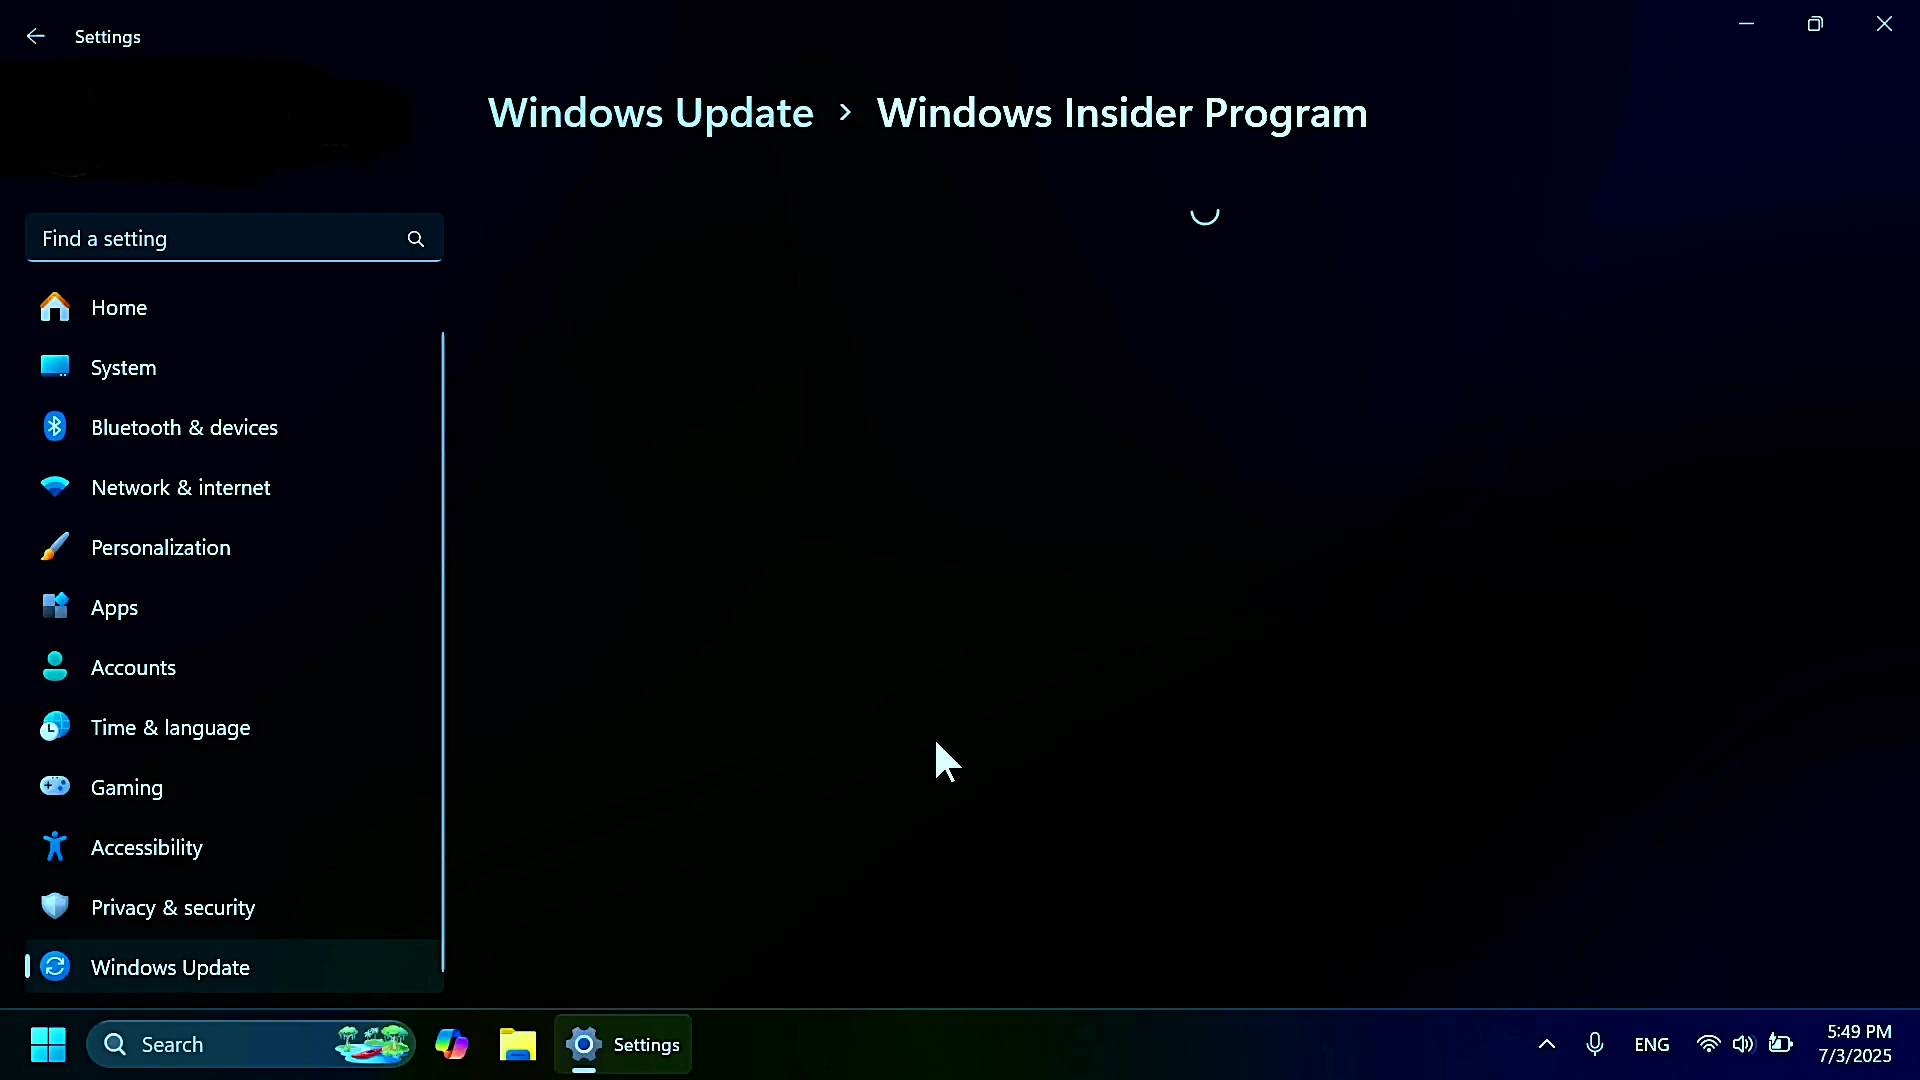 Settings
Windows Update > Windows Insider Program
Find a setting
Home
System
Bluetooth & devices
Network & internet
Personalization
Apps
Accounts
Time & language
Gaming
Accessibility
Privacy & security
Windows Update
Search
Settings
ENG
5:49 PM
7/3/2025